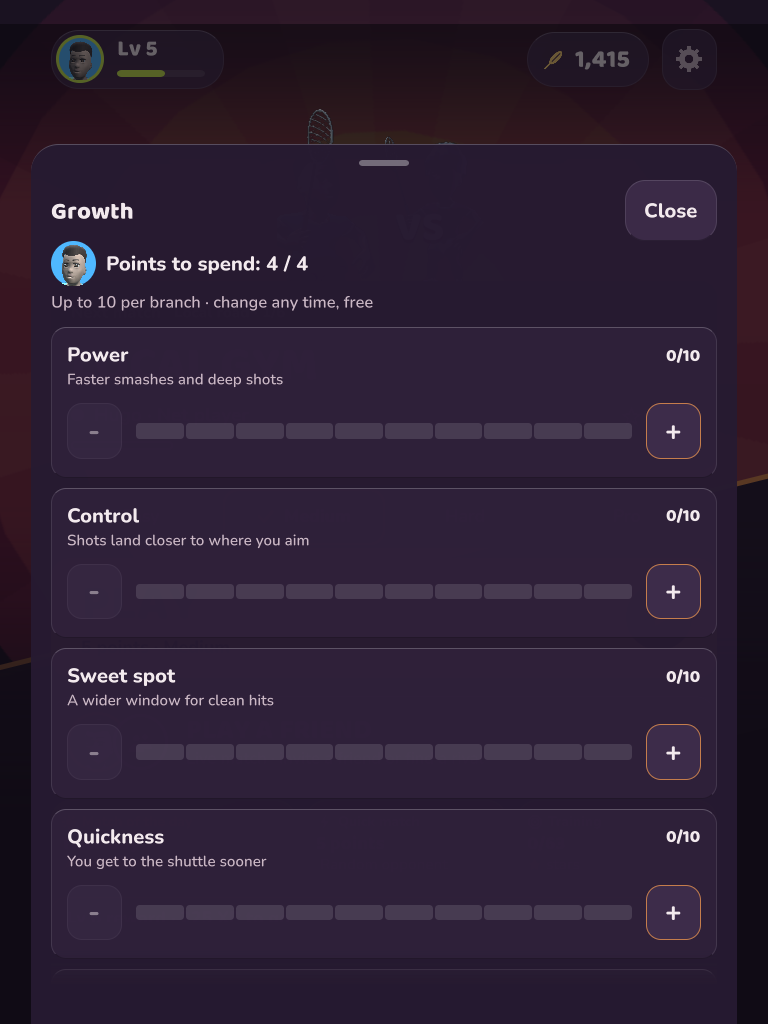 Lv 5
1,415
Growth
Close
Points to spend: 4 / 4
Up to 10 per branch · change any time, free
Power
0/10
Faster smashes and deep shots
-
+
Control
0/10
Shots land closer to where you aim
-
+
Sweet spot
0/10
A wider window for clean hits
-
+
Quickness
0/10
You get to the shuttle sooner
-
+